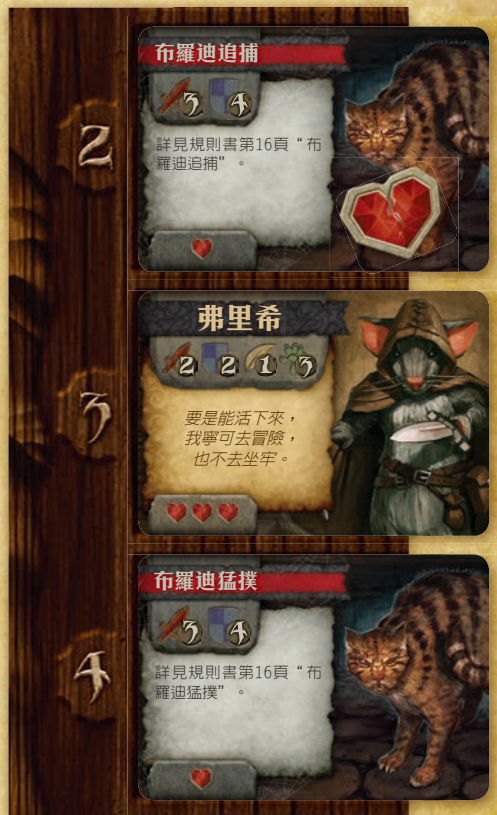 布羅迪追捕
3 4
2
詳見規則書第16頁“布
羅迪追捕”。
弗里希
2 2 1 3
3
要是能活下來，
我寧可去冒險，
也不去坐牢。
布羅迪猛撲
3 4
4
詳見規則書第16頁“布
羅迪猛撲”。